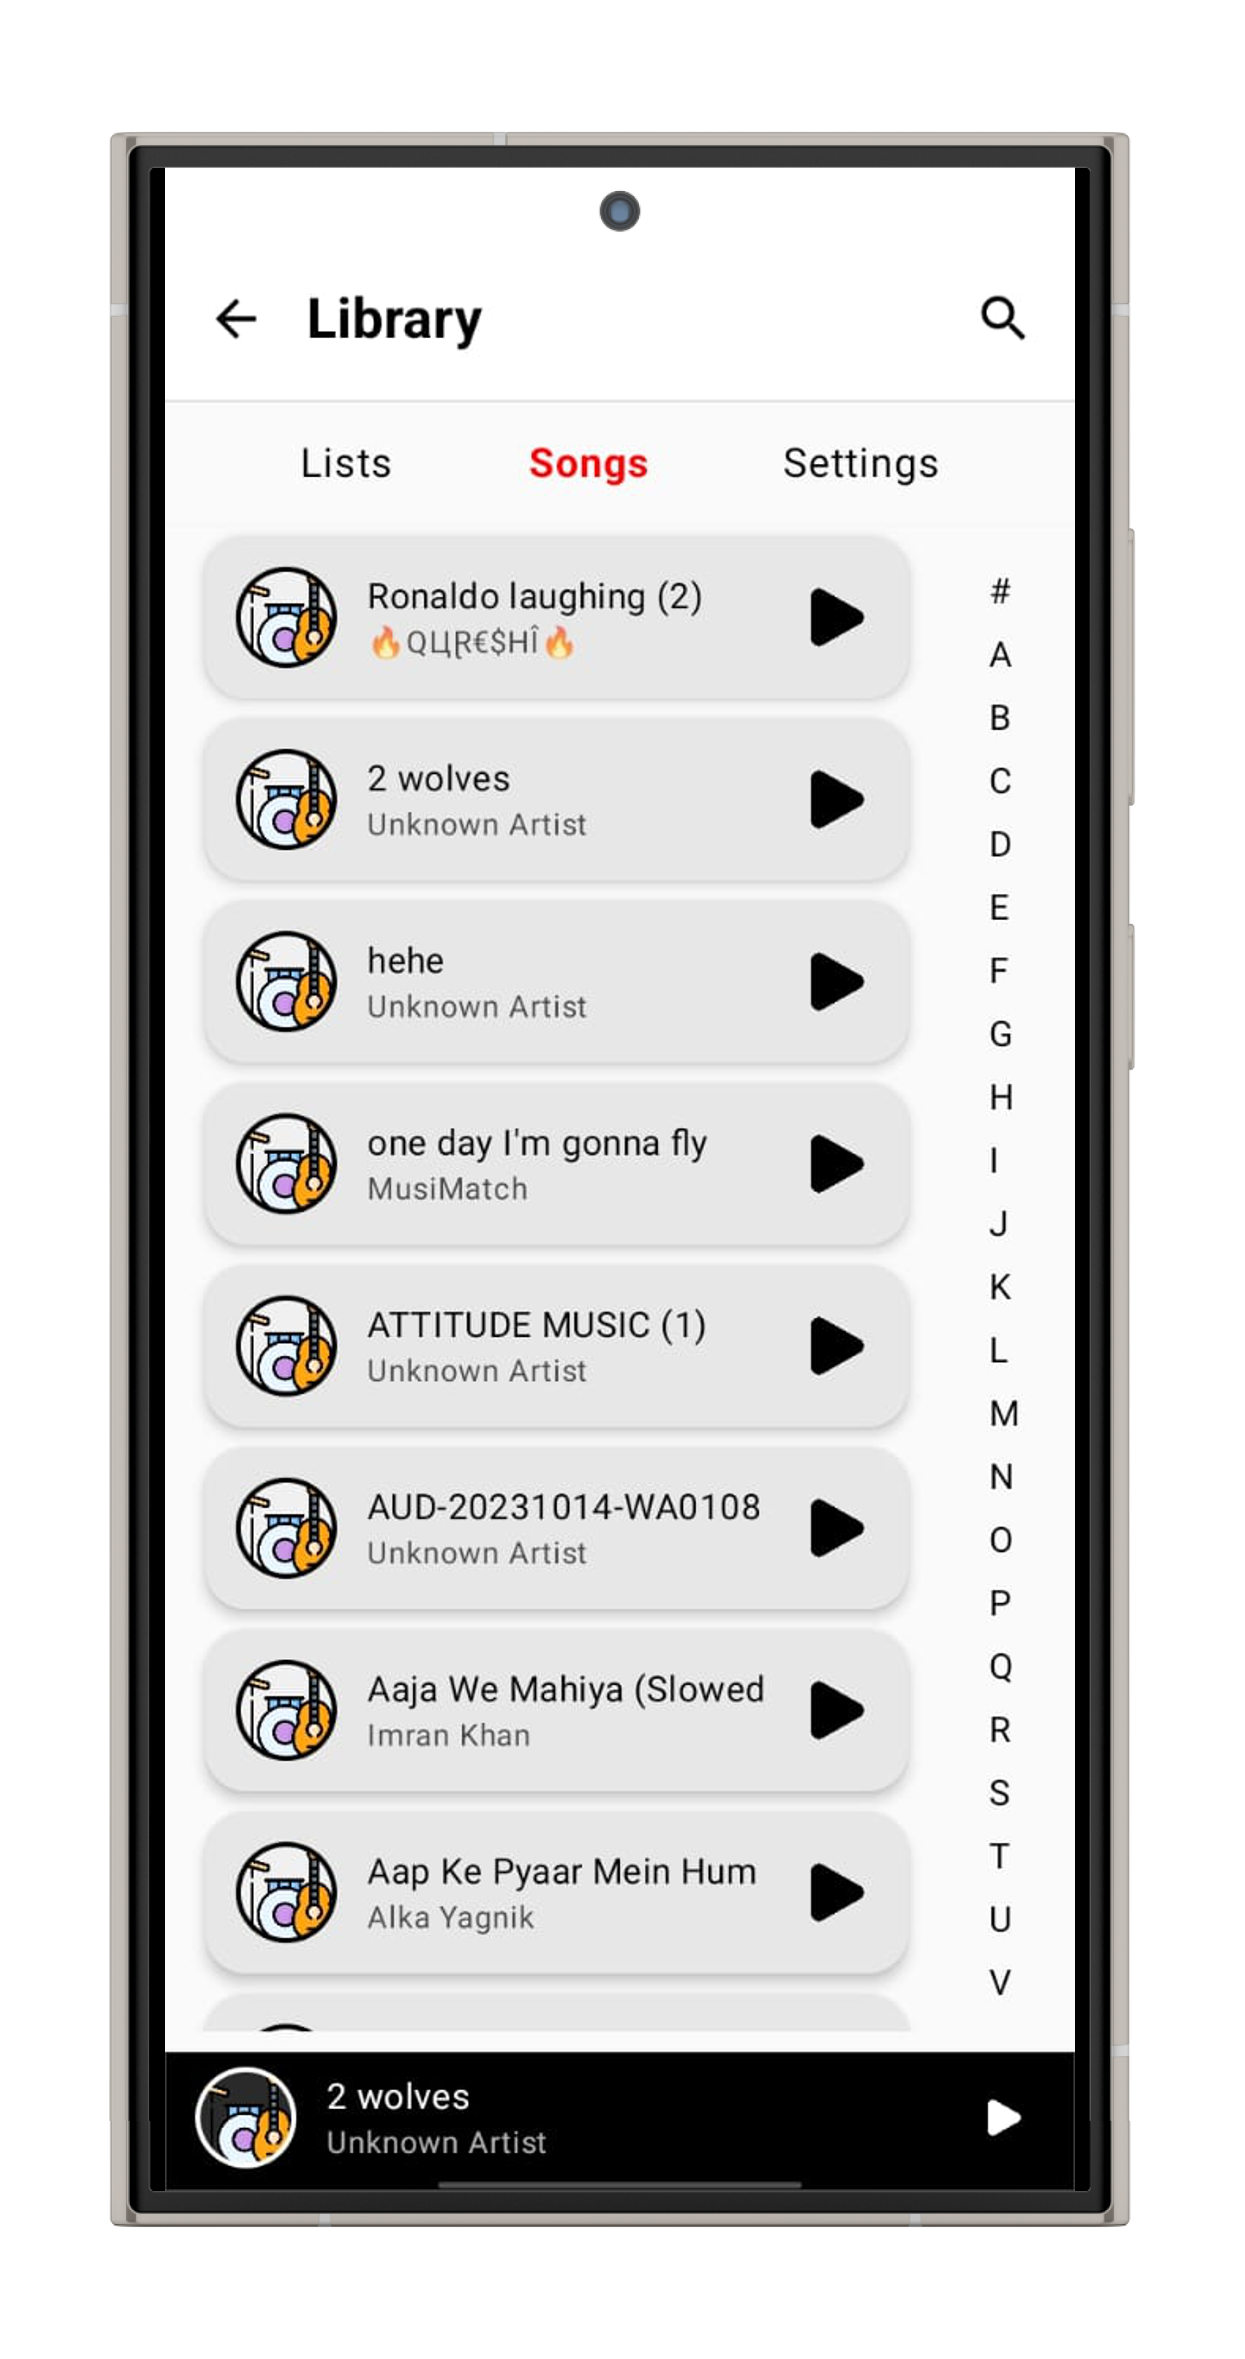 Library
Lists Songs Settings
Ronaldo laughing (2)
🔥QЦⱤ€$HÎ🔥
2 wolves
Unknown Artist
hehe
Unknown Artist
one day I'm gonna fly
MusiMatch
ATTITUDE MUSIC (1)
Unknown Artist
AUD-20231014-WA0108
Unknown Artist
Aaja We Mahiya (Slowed
Imran Khan
Aap Ke Pyaar Mein Hum
Alka Yagnik
#
A
B
C
D
E
F
G
H
I
J
K
L
M
N
O
P
Q
R
S
T
U
V
2 wolves
Unknown Artist